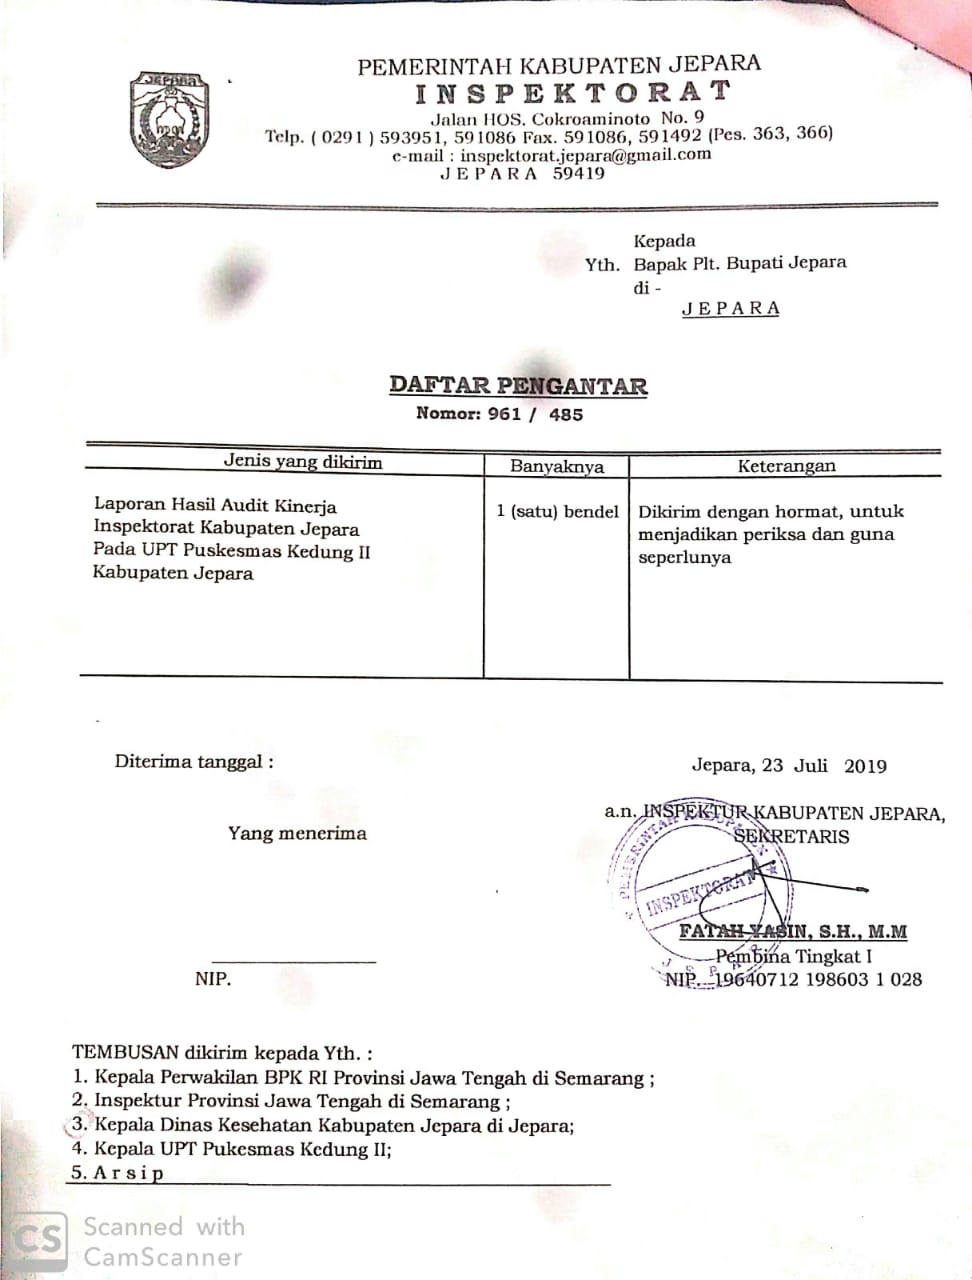 JEPARA
PEMERINTAH KABUPATEN JEPARA
INSPEKTORAT
Jalan HOS. Cokroaminoto No. 9
Telp. ( 0291 ) 593951, 591086 Fax. 591086, 591492 (Pes. 363, 366)
e-mail : inspektorat.jepara@gmail.com
J E P A R A 59419
Kepada
Yth. Bapak Plt. Bupati Jepara
di -
J E P A R A
DAFTAR PENGANTAR
Nomor: 961 / 485
Jenis yang dikirim Banyaknya Keterangan
Laporan Hasil Audit Kinerja
Inspektorat Kabupaten Jepara
Pada UPT Puskesmas Kedung II
Kabupaten Jepara
1 (satu) bendel
Dikirim dengan hormat, untuk
menjadikan periksa dan guna
seperlunya
Diterima tanggal :
Yang menerima
NIP.
Jepara, 23 Juli 2019
a.n. INSPEKTUR KABUPATEN JEPARA,
SEKRETARIS
PEMERINTAH KABUPATEN
INSPEKTORAT
J E P A R A
FATAH YASIN, S.H., M.M
Pembina Tingkat I
NIP. 19640712 198603 1 028
TEMBUSAN dikirim kepada Yth. :
1. Kepala Perwakilan BPK RI Provinsi Jawa Tengah di Semarang ;
2. Inspektur Provinsi Jawa Tengah di Semarang ;
3. Kepala Dinas Kesehatan Kabupaten Jepara di Jepara;
4. Kepala UPT Pukesmas Kedung II;
5. A r s i p
CS Scanned with
CamScanner